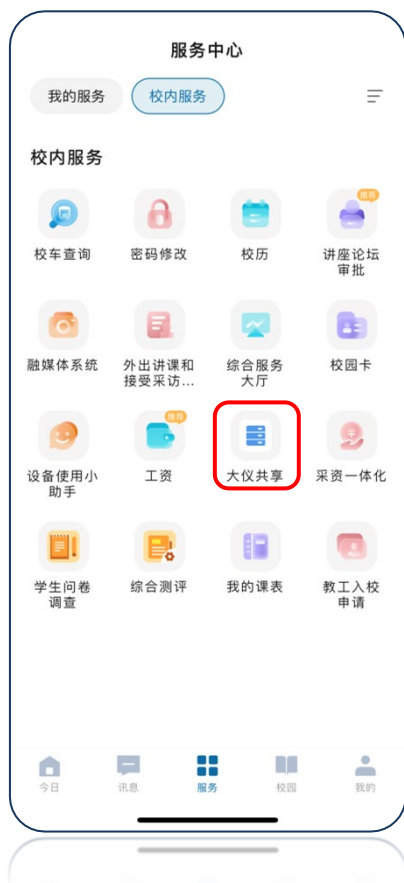 服务中心
我的服务
校内服务
校内服务
推荐
校车查询
密码修改
校历
讲座论坛
审批
融媒体系统
外出讲课和
接受采访...
综合服务
大厅
校园卡
推荐
设备使用小
助手
工资
大仪共享
采资一体化
学生问卷
调查
综合测评
我的课表
教工入校
申请
今日
讯息
服务
校园
我的